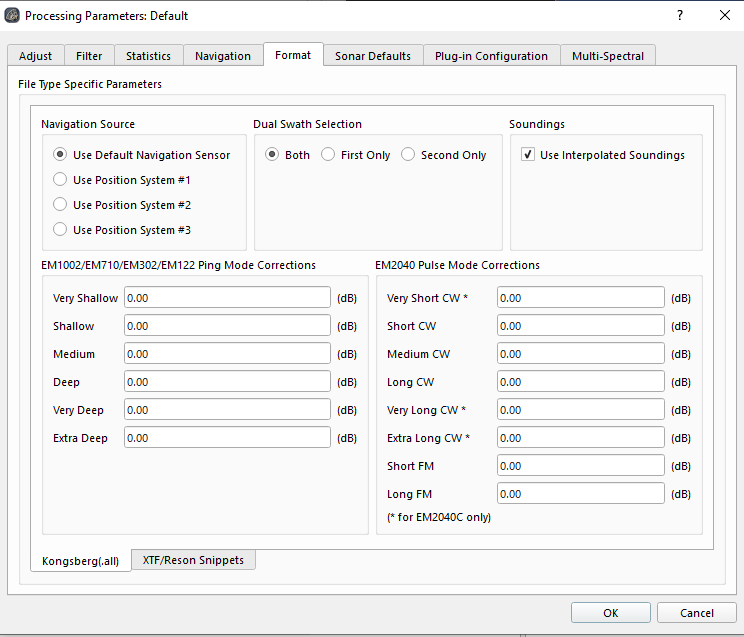 Processing Parameters: Default
?
Adjust Filter Statistics Navigation Format Sonar Defaults Plug-in Configuration Multi-Spectral
File Type Specific Parameters
Navigation Source
Use Default Navigation Sensor
Use Position System #1
Use Position System #2
Use Position System #3
Dual Swath Selection
Both First Only Second Only
Soundings
Use Interpolated Soundings
EM1002/EM710/EM302/EM122 Ping Mode Corrections
Very Shallow 0.00 (dB)
Shallow 0.00 (dB)
Medium 0.00 (dB)
Deep 0.00 (dB)
Very Deep 0.00 (dB)
Extra Deep 0.00 (dB)
EM2040 Pulse Mode Corrections
Very Short CW * 0.00 (dB)
Short CW 0.00 (dB)
Medium CW 0.00 (dB)
Long CW 0.00 (dB)
Very Long CW * 0.00 (dB)
Extra Long CW * 0.00 (dB)
Short FM 0.00 (dB)
Long FM 0.00 (dB)
(* for EM2040C only)
Kongsberg(.all) XTF/Reson Snippets
OK Cancel